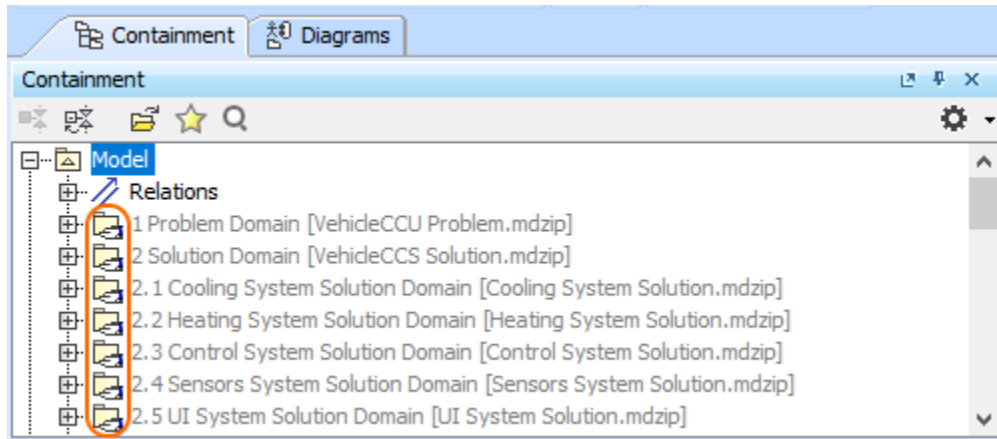 Containment Diagrams
Containment
Model
Relations
1 Problem Domain [VehicleCCU Problem.mdzip]
2 Solution Domain [VehicleCCS Solution.mdzip]
2.1 Cooling System Solution Domain [Cooling System Solution.mdzip]
2.2 Heating System Solution Domain [Heating System Solution.mdzip]
2.3 Control System Solution Domain [Control System Solution.mdzip]
2.4 Sensors System Solution Domain [Sensors System Solution.mdzip]
2.5 UI System Solution Domain [UI System Solution.mdzip]